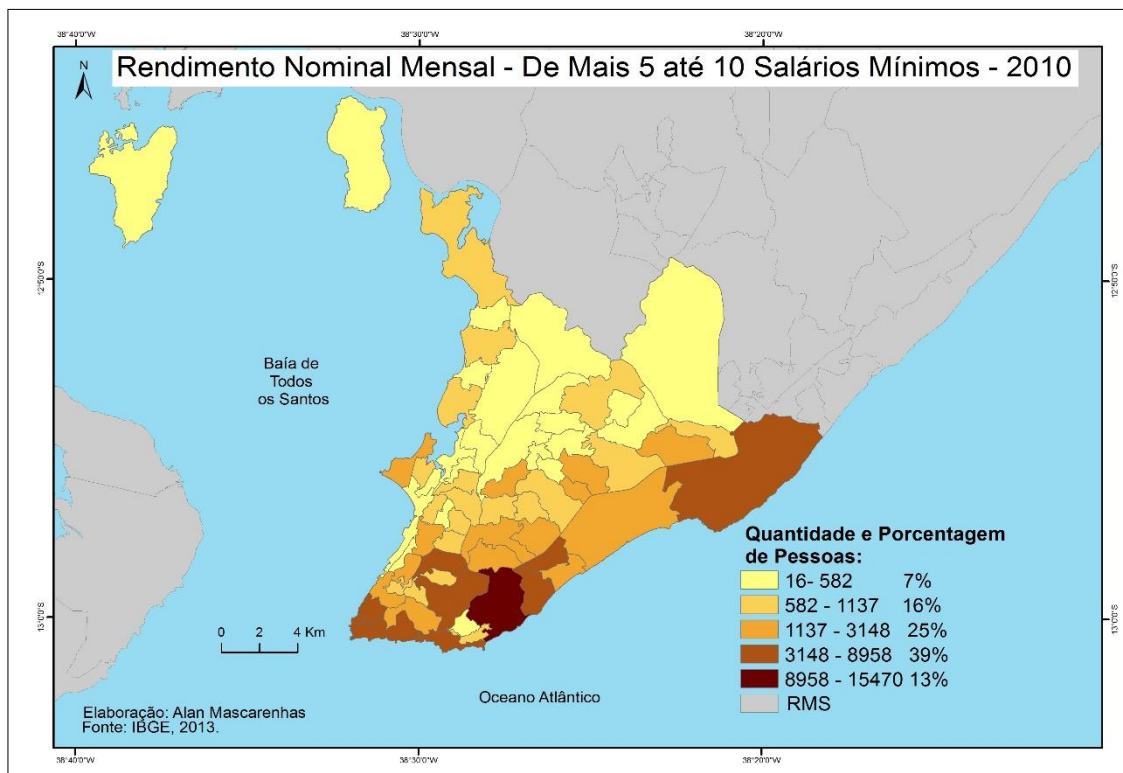 38°40'0"W
38°30'0"W
38°20'0"W
N
Rendimento Nominal Mensal - De Mais 5 até 10 Salários Mínimos - 2010
12°50'0"S
12°50'0"S
Baía de
Todos
os Santos
Quantidade e Porcentagem
de Pessoas:
16- 582 7%
582 - 1137 16%
1137 - 3148 25%
3148 - 8958 39%
8958 - 15470 13%
RMS
13°0'0"S
13°0'0"S
0 2 4 Km
Oceano Atlântico
Elaboração: Alan Mascarenhas
Fonte: IBGE, 2013.
38°40'0"W
38°30'0"W
38°20'0"W